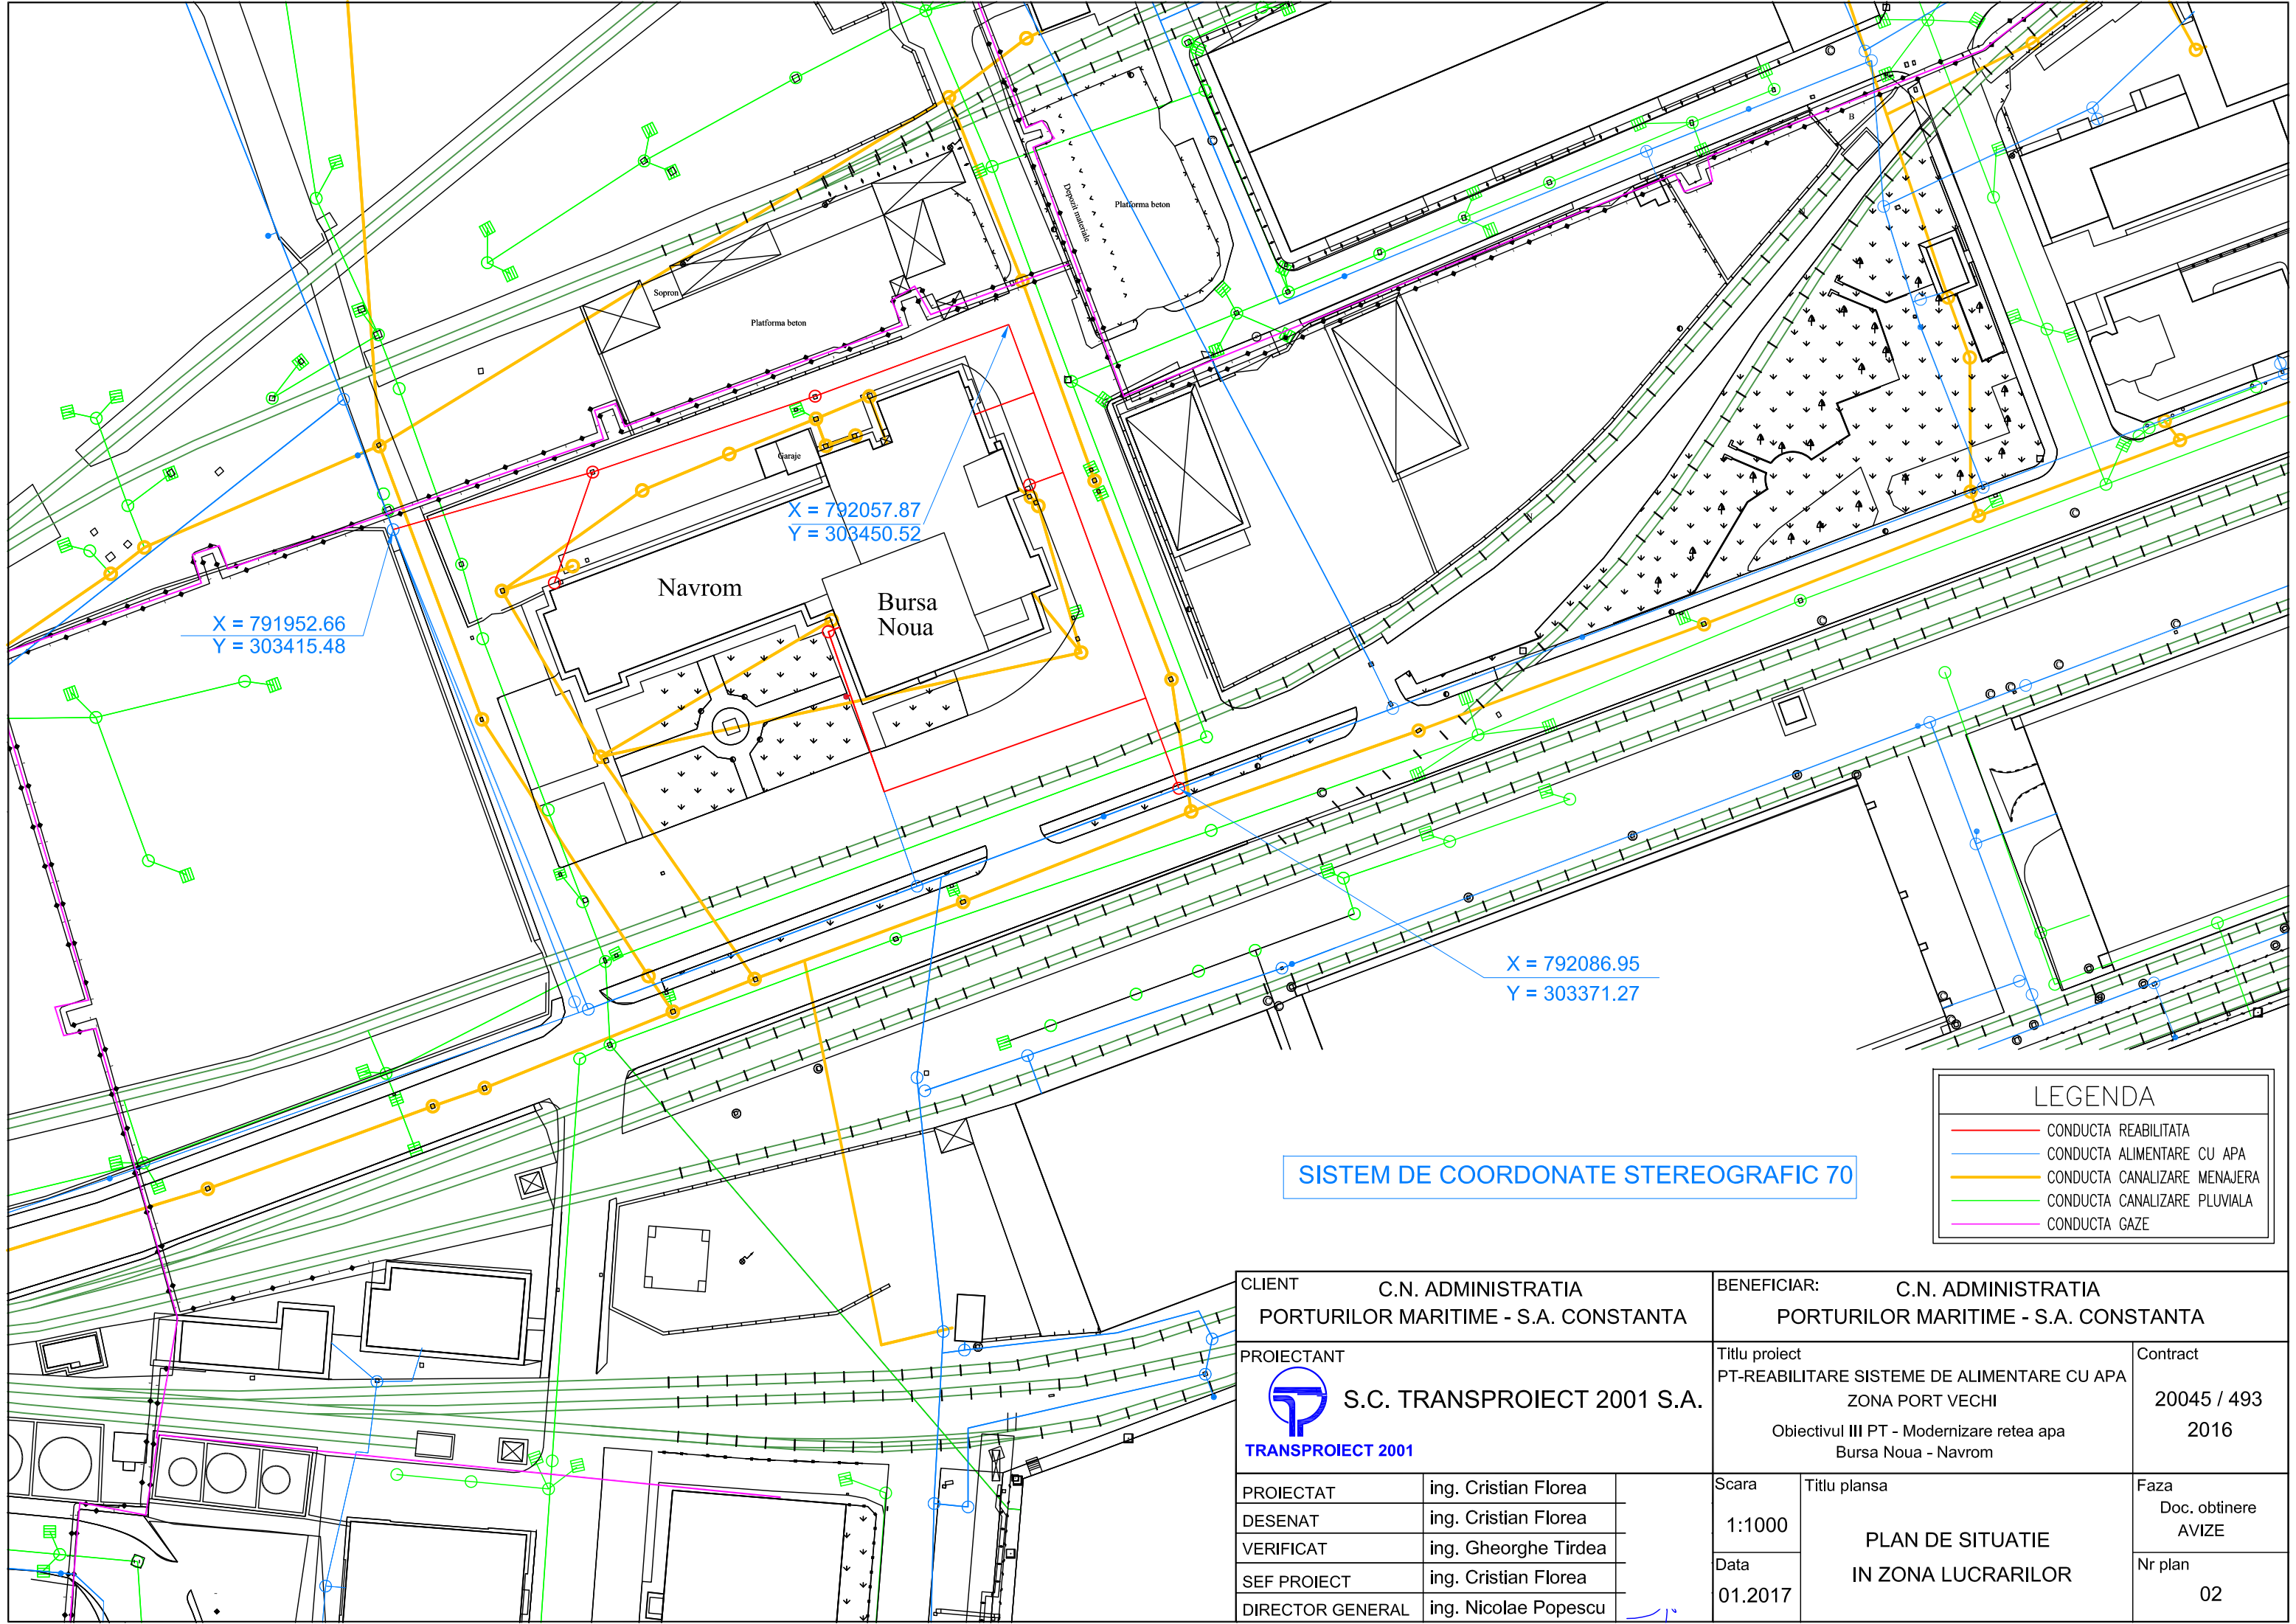 B
Depozit materiale
Platforma beton
Sopron
Platforma beton
Garaje
X = 792057.87
Y = 303450.52
Navrom
Bursa
Noua
X = 791952.66
Y = 303415.48
X = 792086.95
Y = 303371.27
LEGENDA
CONDUCTA REABILITATA
CONDUCTA ALIMENTARE CU APA
CONDUCTA CANALIZARE MENAJERA
CONDUCTA CANALIZARE PLUVIALA
CONDUCTA GAZE
SISTEM DE COORDONATE STEREOGRAFIC 70
CLIENT
C.N. ADMINISTRATIA
PORTURILOR MARITIME - S.A. CONSTANTA
BENEFICIAR:
C.N. ADMINISTRATIA
PORTURILOR MARITIME - S.A. CONSTANTA
PROIECTANT
S.C. TRANSPROIECT 2001 S.A.
TRANSPROIECT 2001
Titlu proiect
PT-REABILITARE SISTEME DE ALIMENTARE CU APA
ZONA PORT VECHI
Obiectivul III PT - Modernizare retea apa
Bursa Noua - Navrom
Contract
20045 / 493
2016
PROIECTAT ing. Cristian Florea
DESENAT ing. Cristian Florea
VERIFICAT ing. Gheorghe Tirdea
SEF PROIECT ing. Cristian Florea
DIRECTOR GENERAL ing. Nicolae Popescu
Scara
1:1000
Data
01.2017
Titlu plansa
PLAN DE SITUATIE
IN ZONA LUCRARILOR
Faza
Doc. obtinere
AVIZE
Nr plan
02